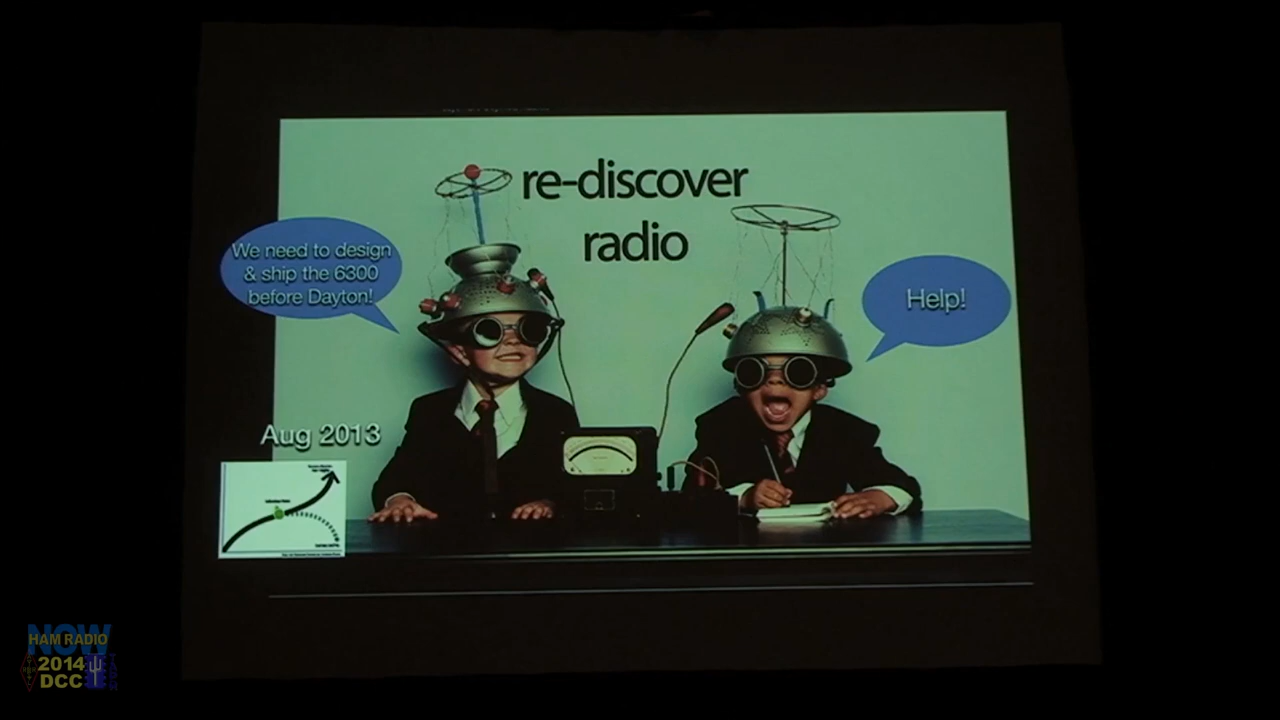 re-discover
radio
We need to design
& ship the 6300
before Dayton!
Help!
Aug 2013
NOW
HAM RADIO
2014
DCC